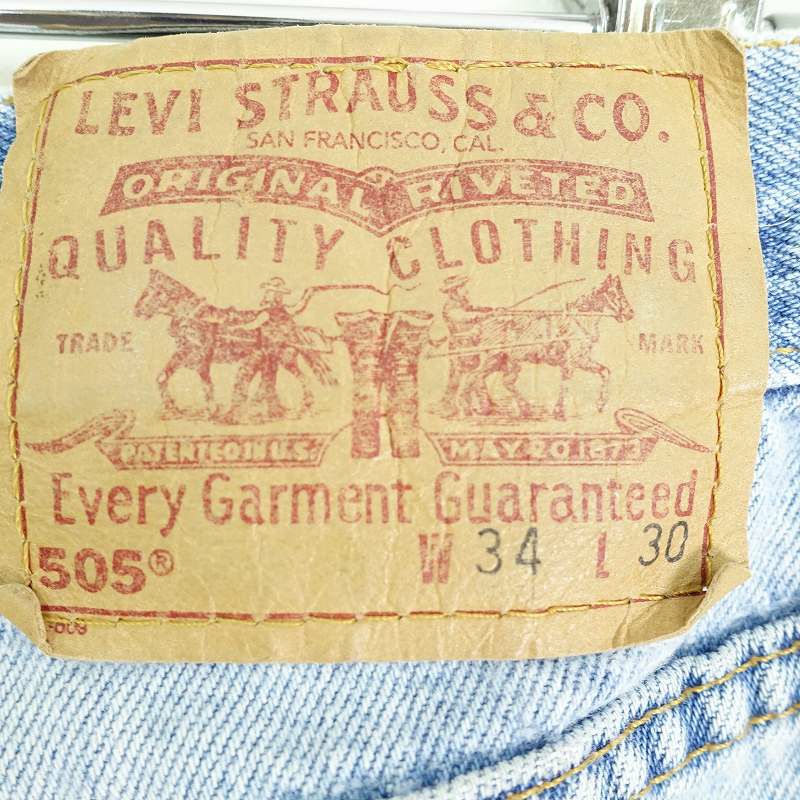 LEVI STRAUSS & CO.
SAN FRANCISCO, CAL.
ORIGINAL RIVETED
QUALITY CLOTHING
TRADE MARK
PATENTED IN U.S. MAY 20 1873
Every Garment Guaranteed
505® W 34 L 30